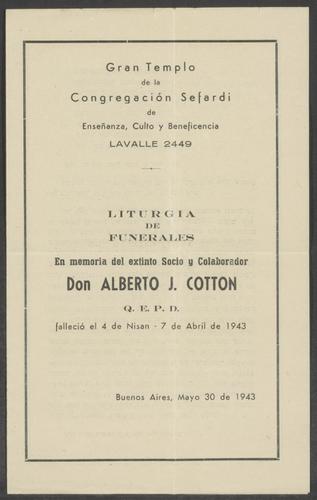 Gran Templo
de la
Congregación Sefardi
de
Enseñanza, Culto y Beneficencia
LAVALLE 2449
LITURGIA
DE
FUNERALES
En memoria del extinto Socio y Colaborador
Don ALBERTO J. COTTON
Q. E. P. D.
falleció el 4 de Nisan - 7 de Abril de 1943
Buenos Aires, Mayo 30 de 1943